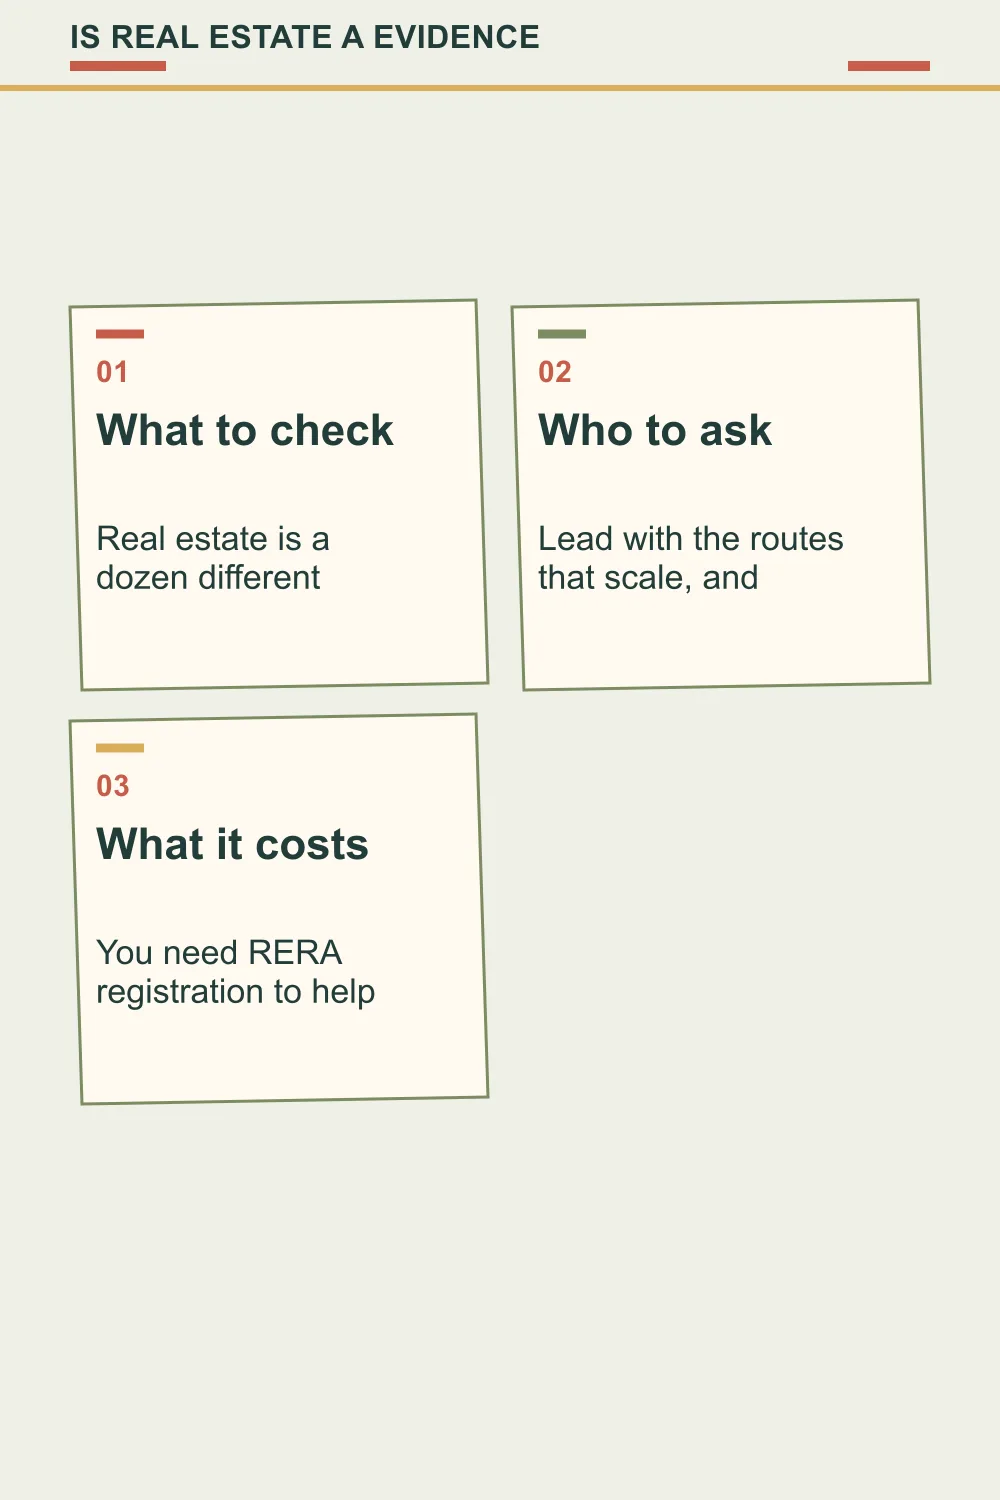 IS REAL ESTATE A EVIDENCE
01
What to check
Real estate is a
dozen different
02
Who to ask
Lead with the routes
that scale, and
03
What it costs
You need RERA
registration to help